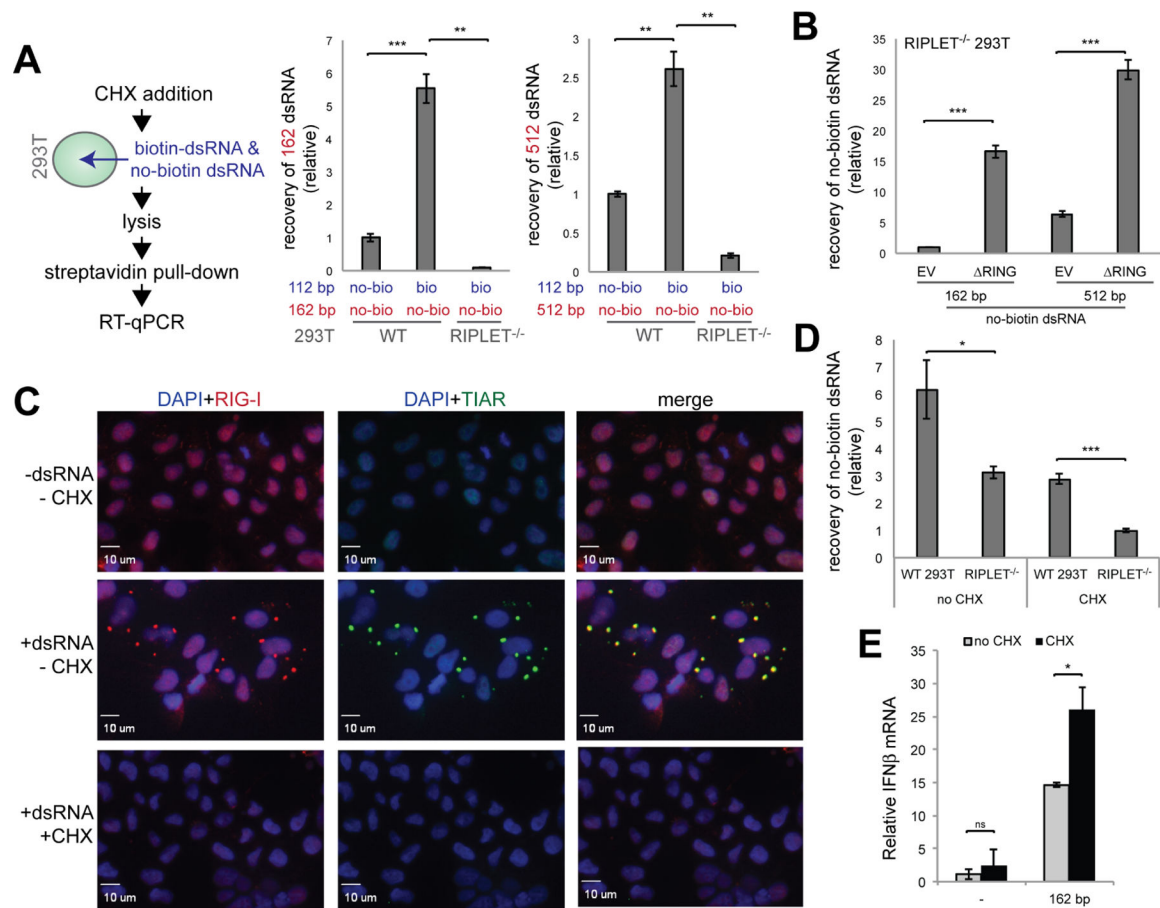 A
CHX addition
293T
biotin-dsRNA &
no-biotin dsRNA
lysis
streptavidin pull-down
RT-qPCR
recovery of 162 dsRNA
(relative)
7
6
5
4
3
2
1
0
***
**
112 bp no-bio bio bio
162 bp no-bio no-bio no-bio
293T WT RIPLET-/-
recovery of 512 dsRNA
(relative)
3
2.5
2
1.5
1
0.5
0
**
**
112 bp no-bio bio bio
512 bp no-bio no-bio no-bio
WT RIPLET-/-
B
RIPLET-/- 293T
recovery of no-biotin dsRNA
(relative)
35
30
25
20
15
10
5
0
***
***
EV ΔRING EV ΔRING
162 bp 512 bp
no-biotin dsRNA
C
DAPI+RIG-I DAPI+TIAR merge
-dsRNA
- CHX
10 um 10 um 10 um
+dsRNA
- CHX
10 um 10 um 10 um
+dsRNA
+CHX
10 um 10 um 10 um
D
recovery of no-biotin dsRNA
(relative)
8
7
6
5
4
3
2
1
0
*
***
WT 293T RIPLET-/- WT 293T RIPLET-/-
no CHX CHX
E
no CHX CHX
Relative IFNβ mRNA
35
30
25
20
15
10
5
0
ns
*
- 162 bp